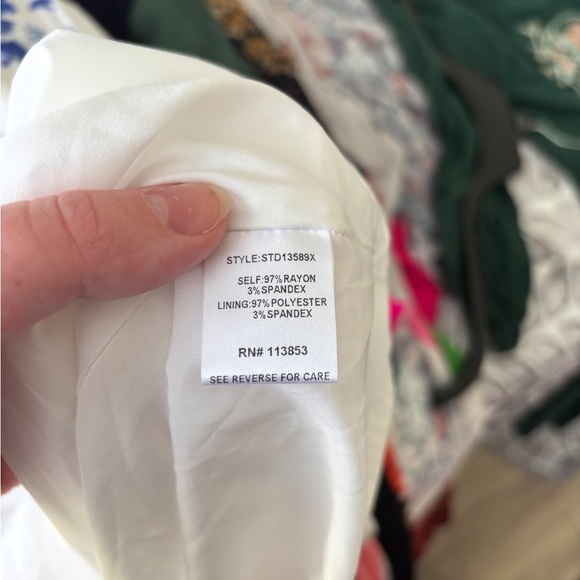 STYLE:STD13589X
SELF:97%RAYON
3%SPANDEX
LINING:97%POLYESTER
3%SPANDEX
RN# 113853
SEE REVERSE FOR CARE